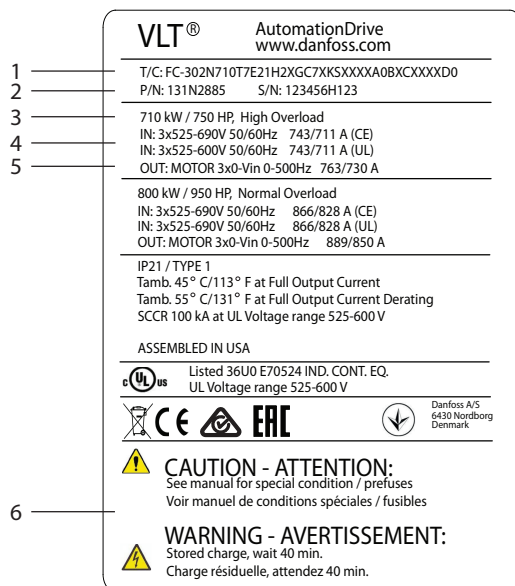 VLT® AutomationDrive
www.danfoss.com
1 T/C: FC-302N710T7E21H2XGC7XKSXXXXA0BXCXXXXD0
2 P/N: 131N2885 S/N: 123456H123
3 710 kW / 750 HP, High Overload
4 IN: 3x525-690V 50/60Hz 743/711 A (CE)
IN: 3x525-600V 50/60Hz 743/711 A (UL)
5 OUT: MOTOR 3x0-Vin 0-500Hz 763/730 A
800 kW / 950 HP, Normal Overload
IN: 3x525-690V 50/60Hz 866/828 A (CE)
IN: 3x525-690V 50/60Hz 866/828 A (UL)
OUT: MOTOR 3x0-Vin 0-500Hz 889/850 A
IP21 / TYPE 1
Tamb. 45° C/113° F at Full Output Current
Tamb. 55° C/131° F at Full Output Current Derating
SCCR 100 kA at UL Voltage range 525-600 V
ASSEMBLED IN USA
c UL us Listed 36U0 E70524 IND. CONT. EQ.
UL Voltage range 525-600 V
CE EAC
Danfoss A/S
6430 Nordborg
Denmark
CAUTION - ATTENTION:
See manual for special condition / prefuses
Voir manuel de conditions spéciales / fusibles
6
WARNING - AVERTISSEMENT:
Stored charge, wait 40 min.
Charge résiduelle, attendez 40 min.